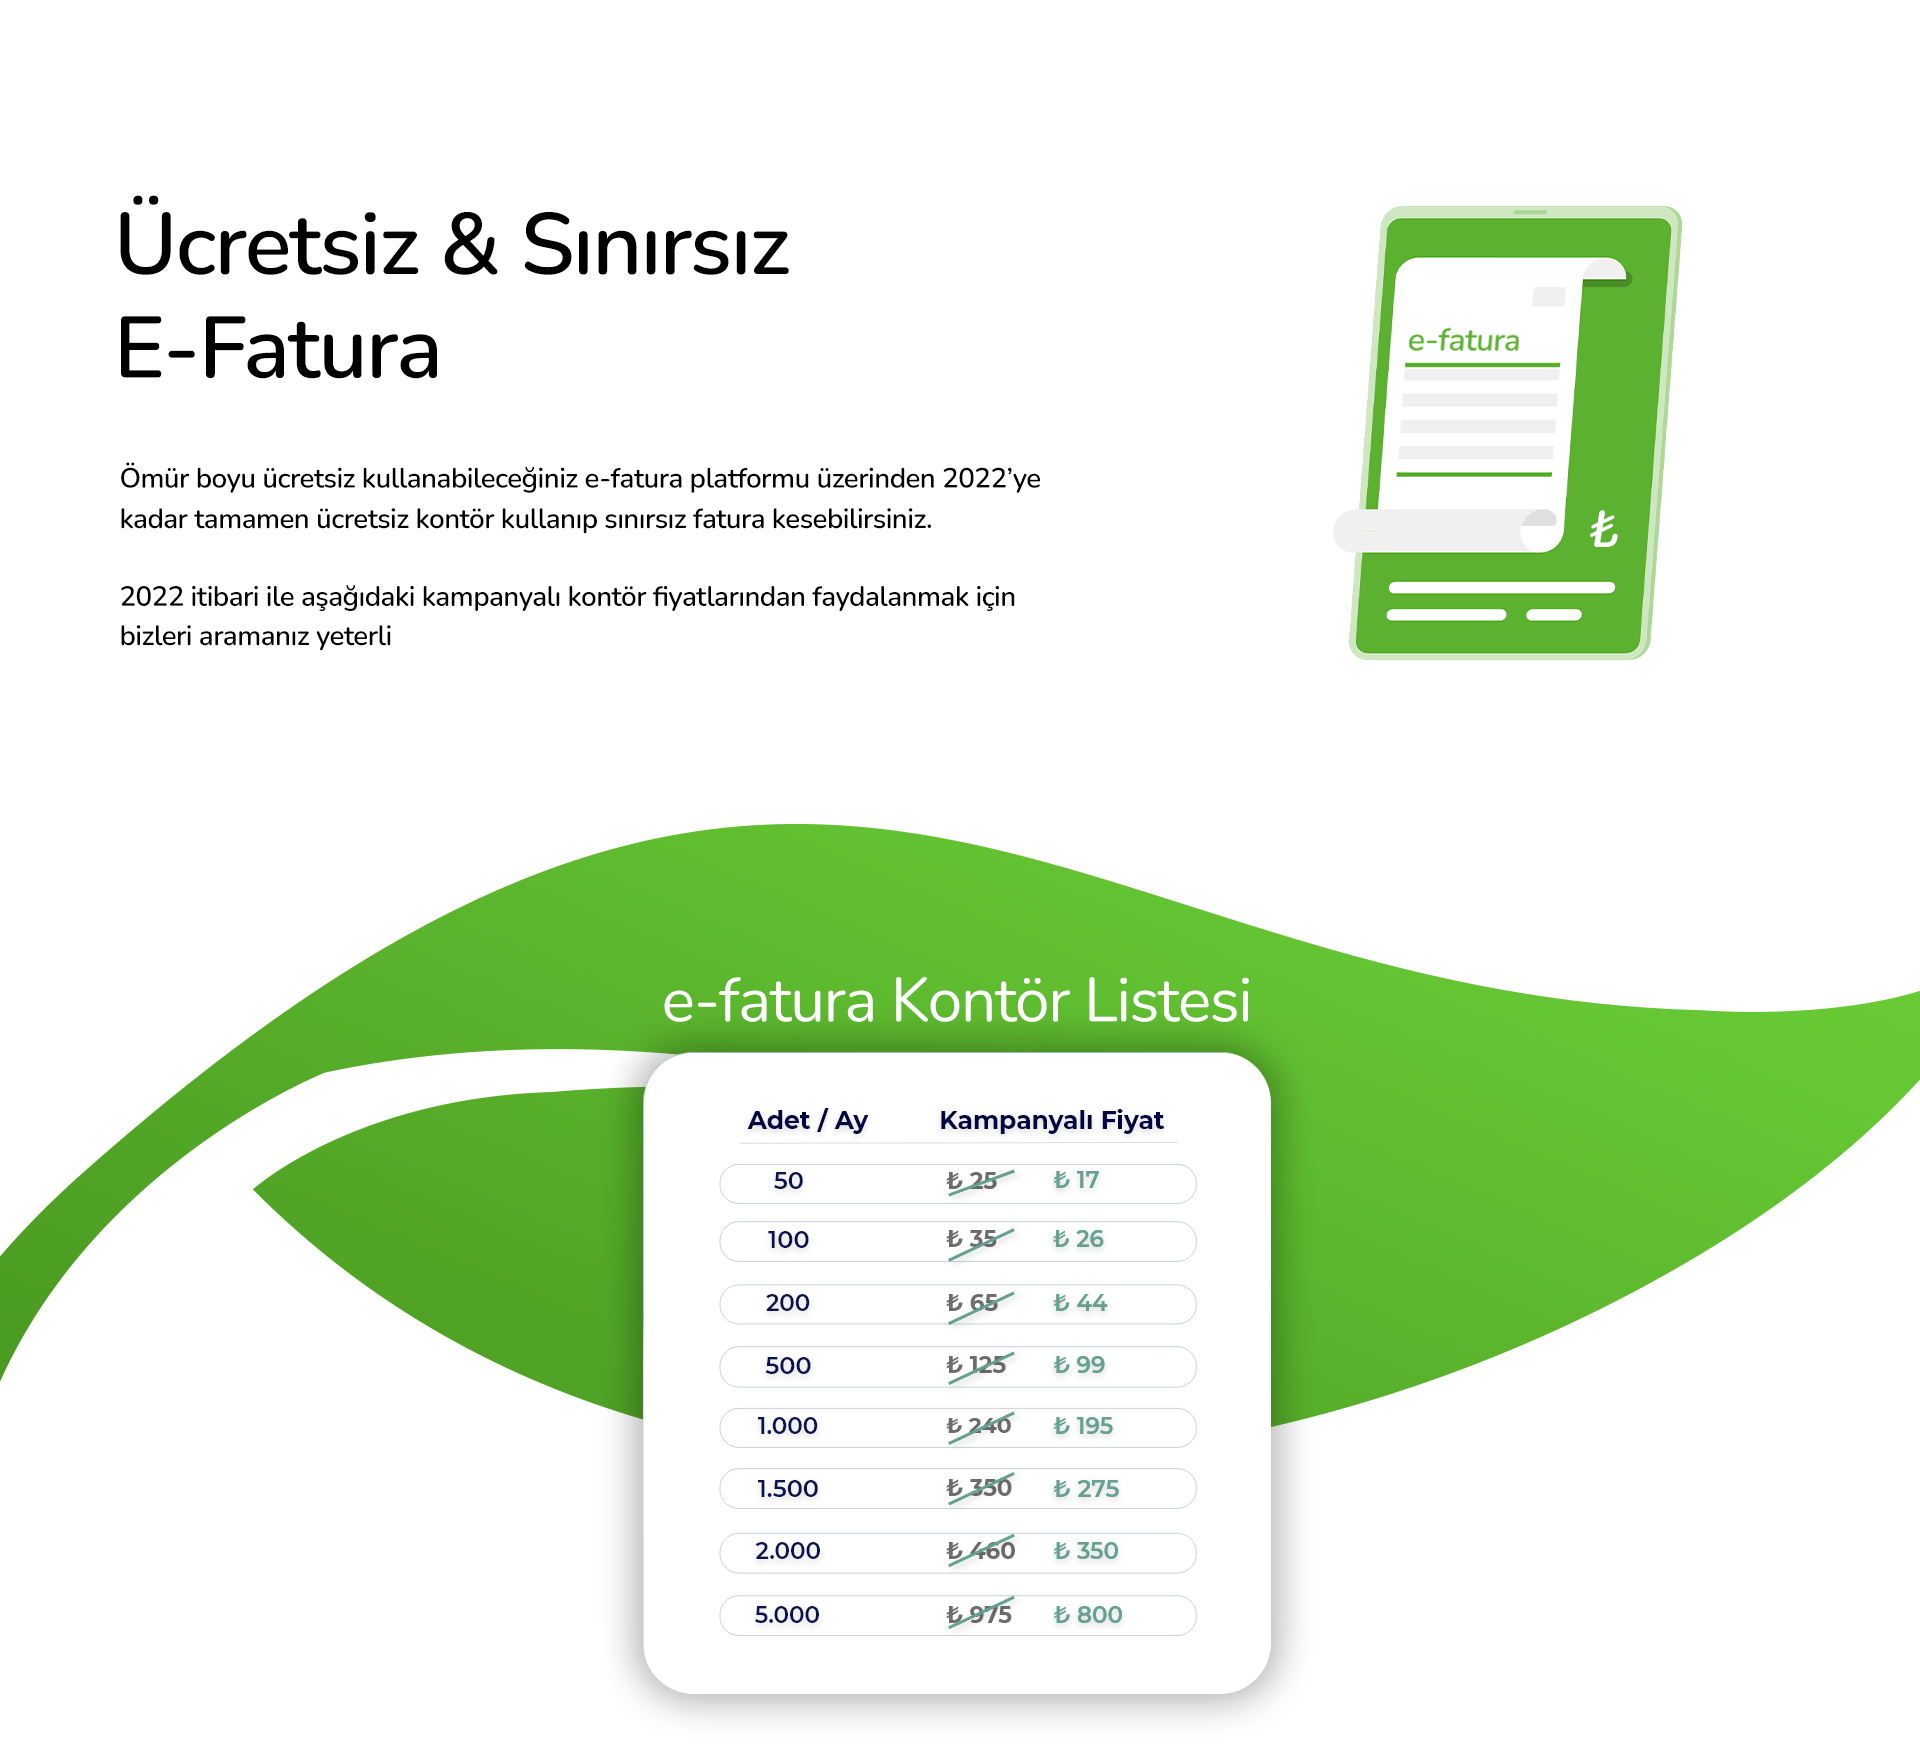 Ücretsiz & Sınırsız
E-Fatura
Ömür boyu ücretsiz kullanabileceğiniz e-fatura platformu üzerinden 2022’ye
kadar tamamen ücretsiz kontör kullanıp sınırsız fatura kesebilirsiniz.
2022 itibari ile aşağıdaki kampanyalı kontör fiyatlarından faydalanmak için
bizleri aramanız yeterli
e-fatura
₺
e-fatura Kontör Listesi
Adet / Ay Kampanyalı Fiyat
50 ₺ 25 ₺ 17
100 ₺ 35 ₺ 26
200 ₺ 65 ₺ 44
500 ₺ 125 ₺ 99
1.000 ₺ 240 ₺ 195
1.500 ₺ 350 ₺ 275
2.000 ₺ 460 ₺ 350
5.000 ₺ 975 ₺ 800